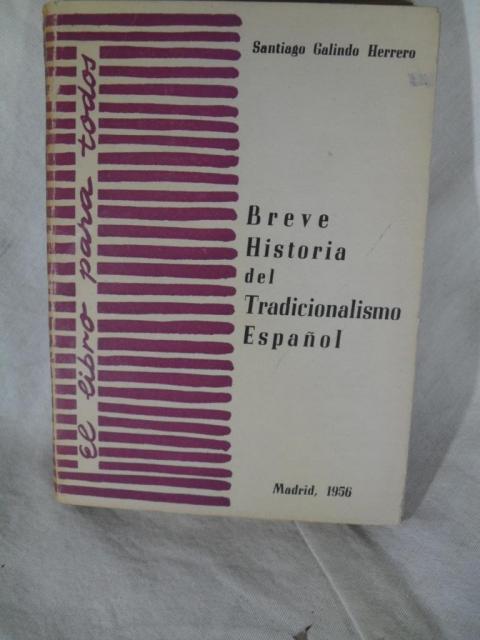 Santiago Galindo Herrero
El libro para todos
Breve
Historia
del
Tradicionalismo
Español
Madrid, 1956